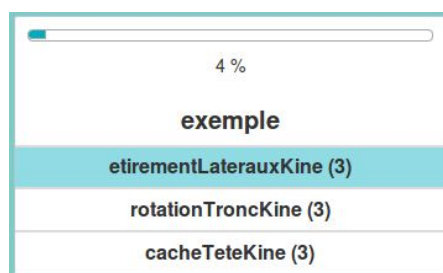 4 %
exemple
etirementLaterauxKine (3)
rotationTroncKine (3)
cacheTeteKine (3)